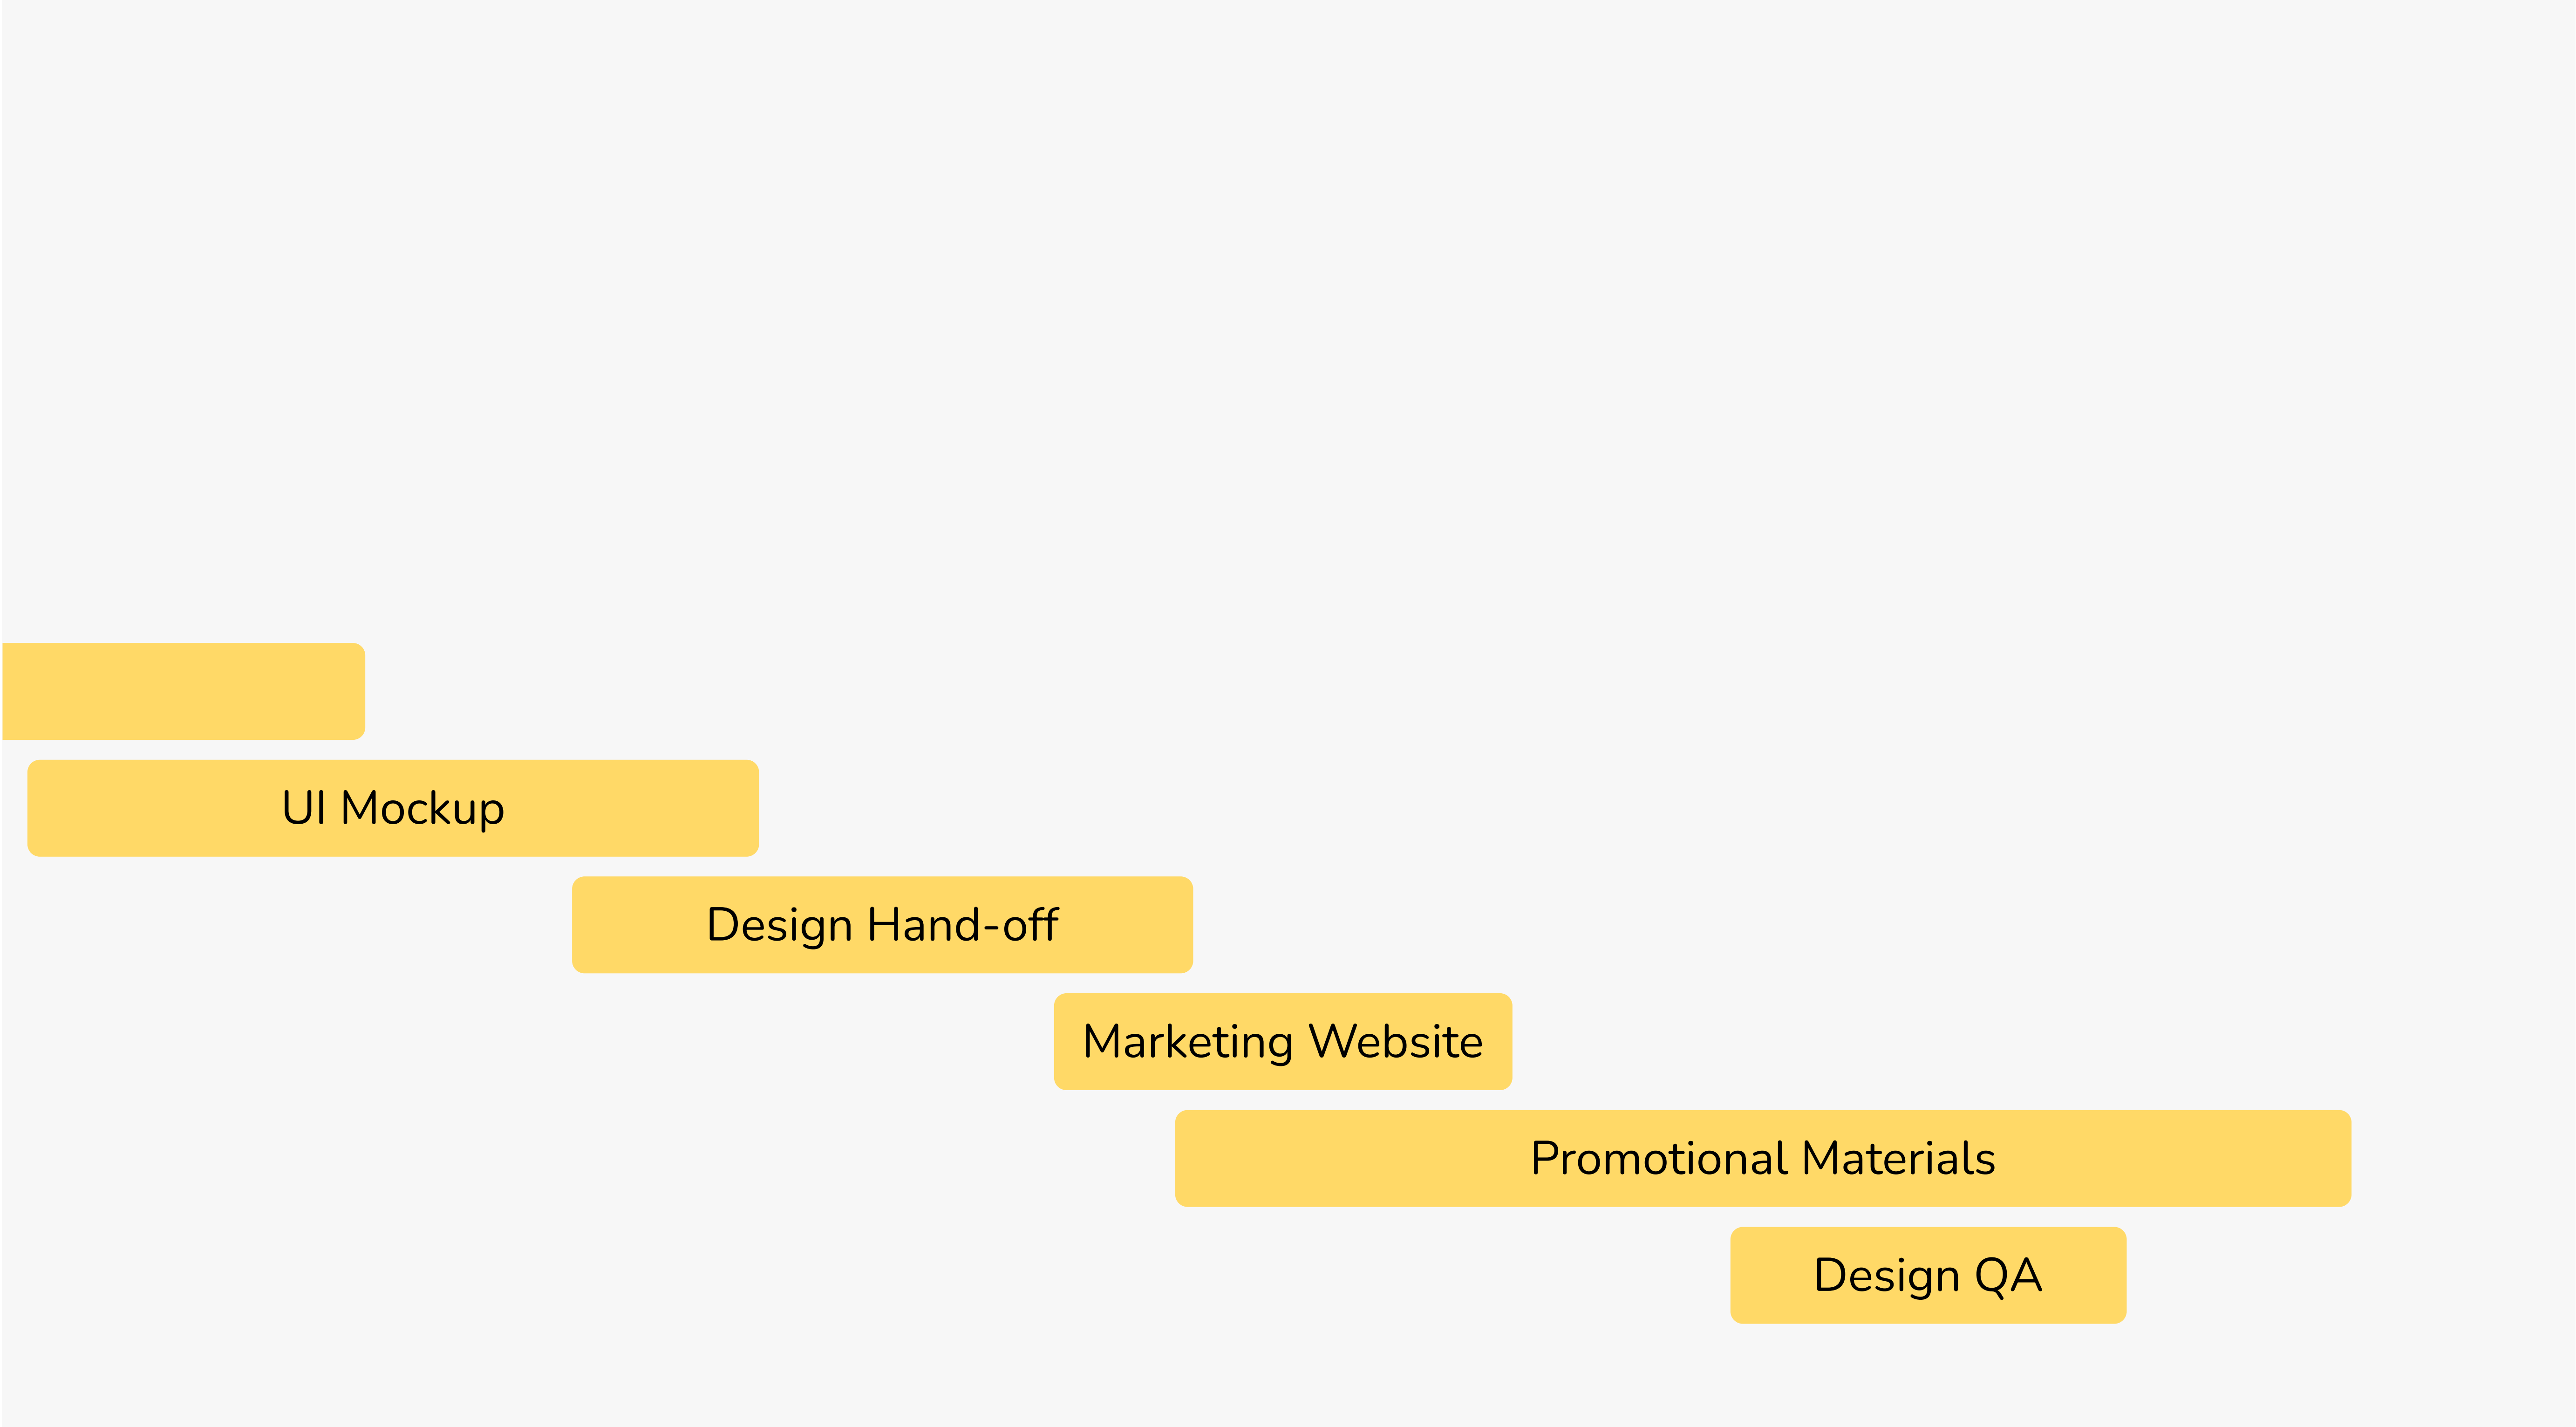 UI Mockup
Design Hand-off
Marketing Website
Promotional Materials
Design QA